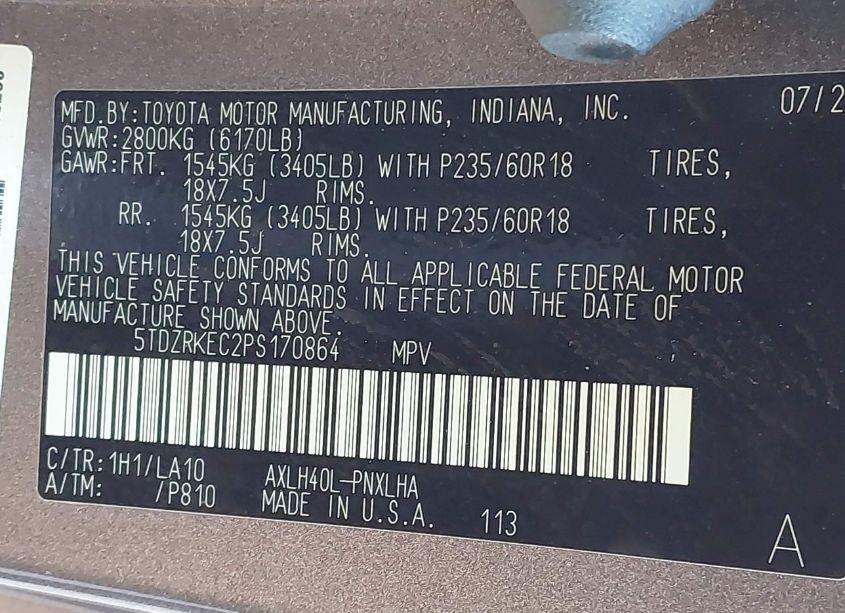 MFD.BY:TOYOTA MOTOR MANUFACTURING, INDIANA, INC. 07/2
GVWR:2800KG (6170LB)
GAWR:FRT. 1545KG (3405LB) WITH P235/60R18 TIRES,
18X7.5J RIMS.
RR. 1545KG (3405LB) WITH P235/60R18 TIRES,
18X7.5J RIMS.
THIS VEHICLE CONFORMS TO ALL APPLICABLE FEDERAL MOTOR
VEHICLE SAFETY STANDARDS IN EFFECT ON THE DATE OF
MANUFACTURE SHOWN ABOVE.
5TDZRKEC2PS170864 MPV
C/TR:1H1/LA10 AXLH40L-PNXLHA
A/TM: /P810 MADE IN U.S.A. 113
A